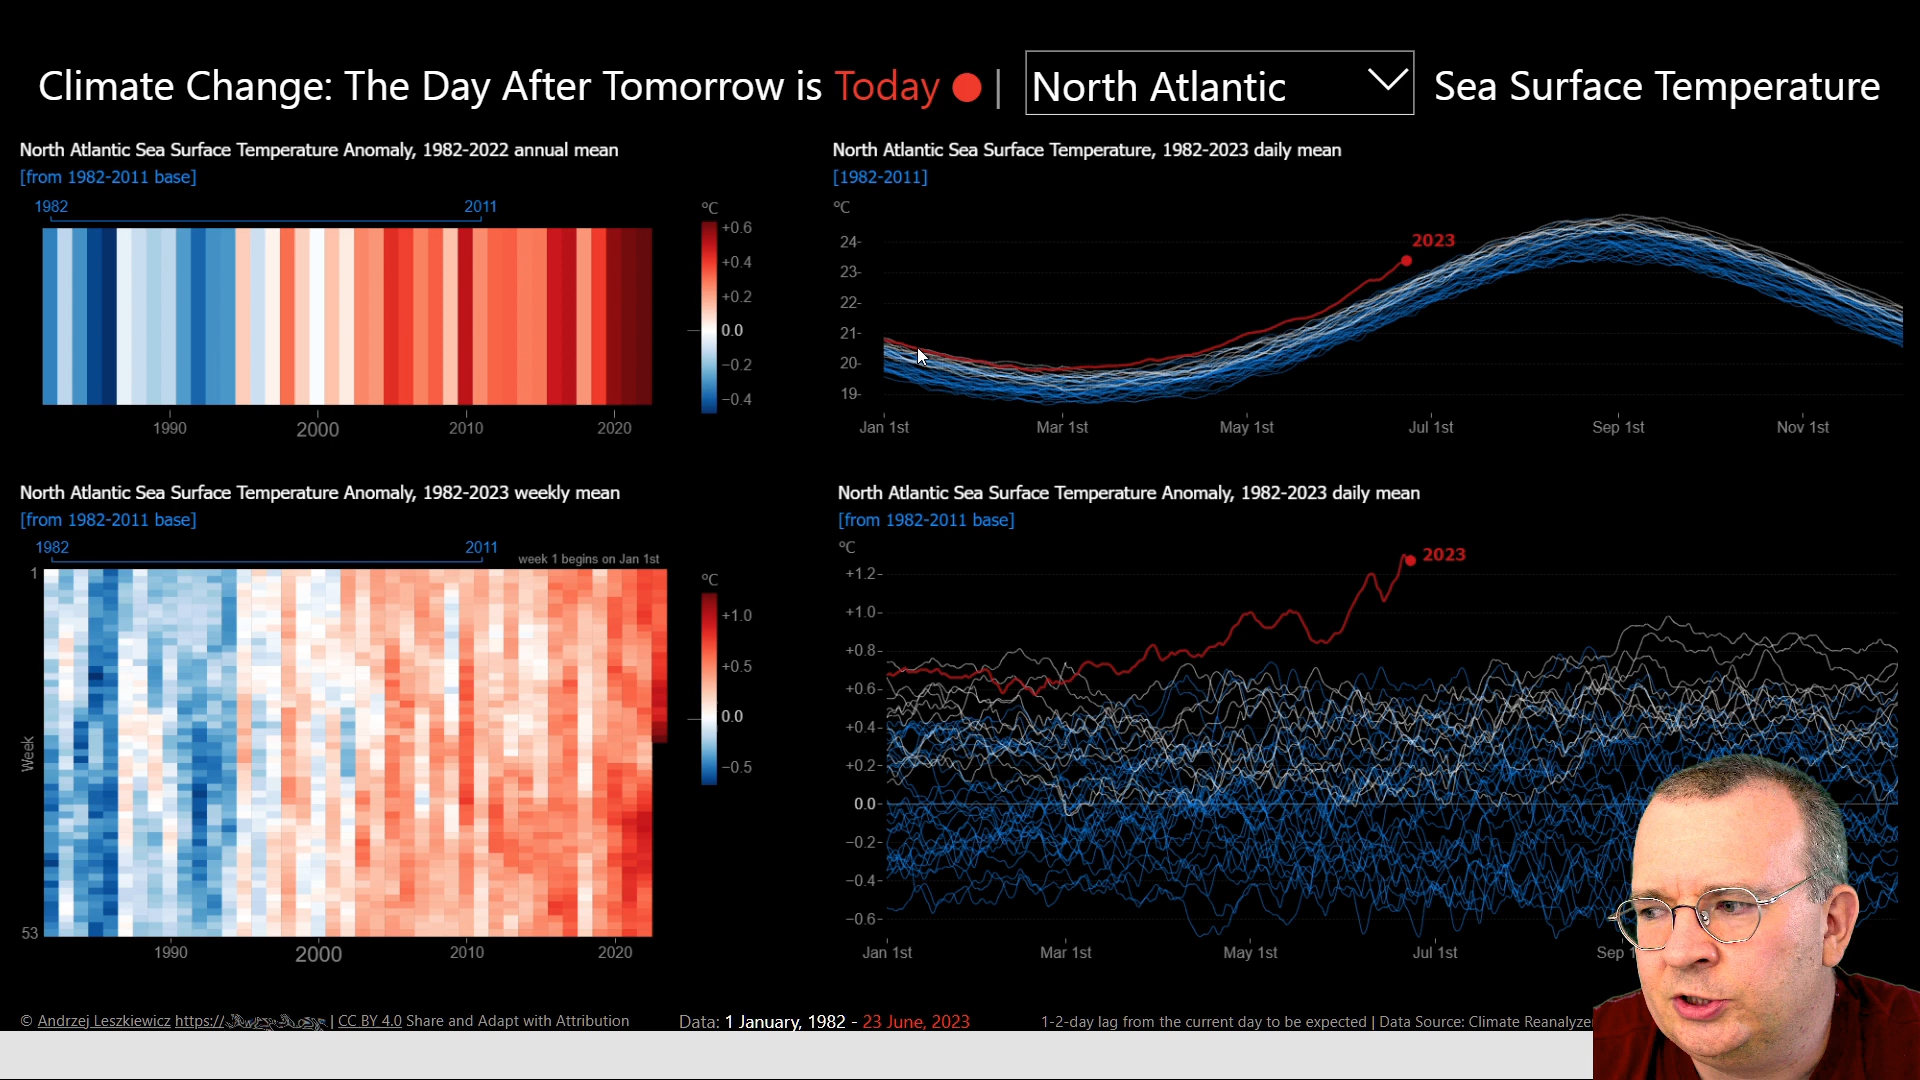 Climate Change: The Day After Tomorrow is Today | North Atlantic Sea Surface Temperature
North Atlantic Sea Surface Temperature Anomaly, 1982-2022 annual mean
[from 1982-2011 base]
1982 2011
°C
+0.6
+0.4
+0.2
0.0
−0.2
−0.4
1990 2000 2010 2020
North Atlantic Sea Surface Temperature, 1982-2023 daily mean
[1982-2011]
°C
2023
24-
23-
22-
21-
20-
19-
Jan 1st Mar 1st May 1st Jul 1st Sep 1st Nov 1st
North Atlantic Sea Surface Temperature Anomaly, 1982-2023 weekly mean
[from 1982-2011 base]
1982 2011
week 1 begins on Jan 1st
1
Week
53
°C
+1.0
+0.5
0.0
−0.5
1990 2000 2010 2020
North Atlantic Sea Surface Temperature Anomaly, 1982-2023 daily mean
[from 1982-2011 base]
°C
2023
+1.2-
+1.0-
+0.8-
+0.6-
+0.4-
+0.2-
0.0-
−0.2-
−0.4-
−0.6-
Jan 1st Mar 1st May 1st Jul 1st Sep
© Andrzej Leszkiewicz https:// | CC BY 4.0 Share and Adapt with Attribution
Data: 1 January, 1982 - 23 June, 2023
1-2-day lag from the current day to be expected | Data Source: Climate Reanalyze